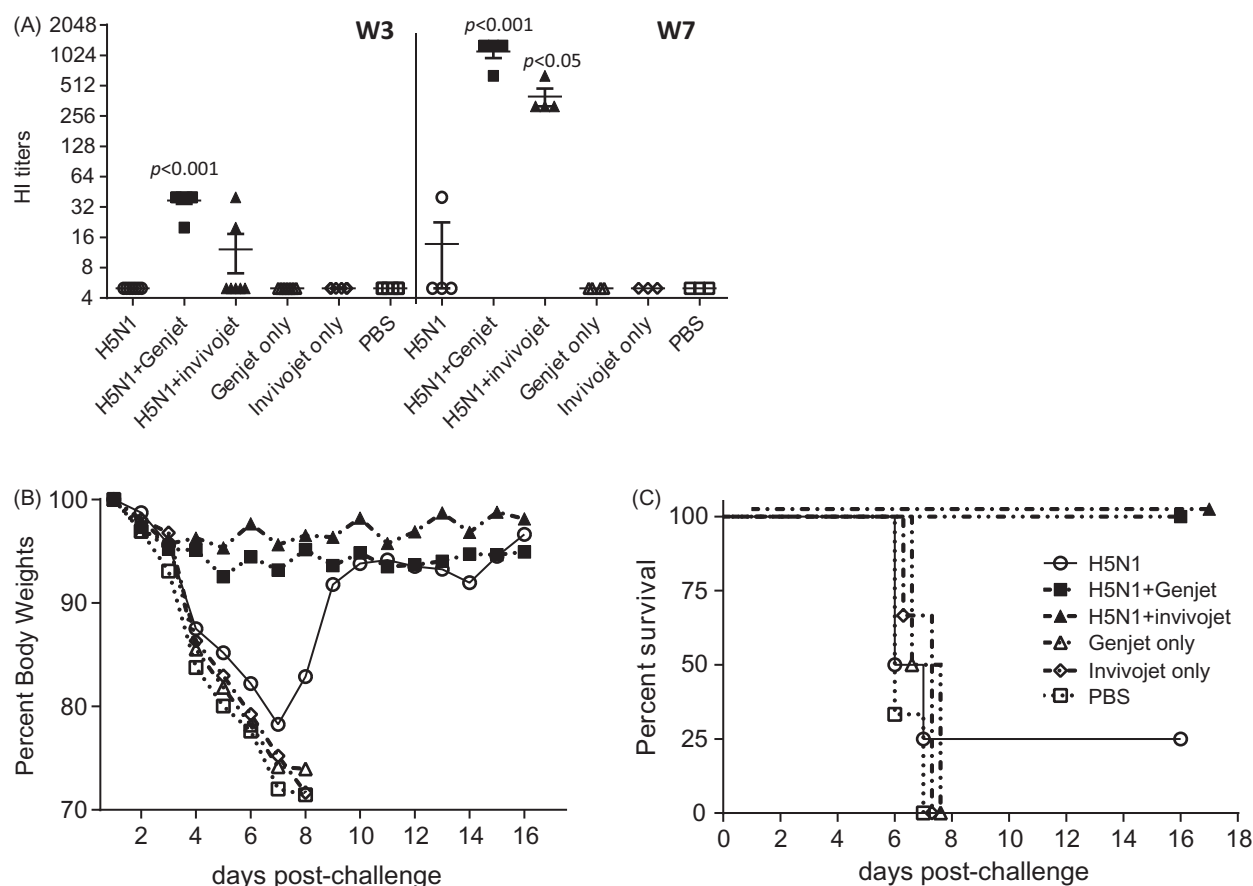 (A)
W3
W7
HI titers
2048
1024
512
256
128
64
32
16
8
4
p<0.001
p<0.001
p<0.05
H5N1
H5N1+Genjet
H5N1+invivojet
Genjet only
Invivojet only
PBS
H5N1
H5N1+Genjet
H5N1+invivojet
Genjet only
Invivojet only
PBS
(B)
Percent Body Weights
100
90
80
70
2 4 6 8 10 12 14 16
days post-challenge
(C)
Percent survival
100
75
50
25
0
H5N1
H5N1+Genjet
H5N1+invivojet
Genjet only
Invivojet only
PBS
0 2 4 6 8 10 12 14 16 18
days post-challenge